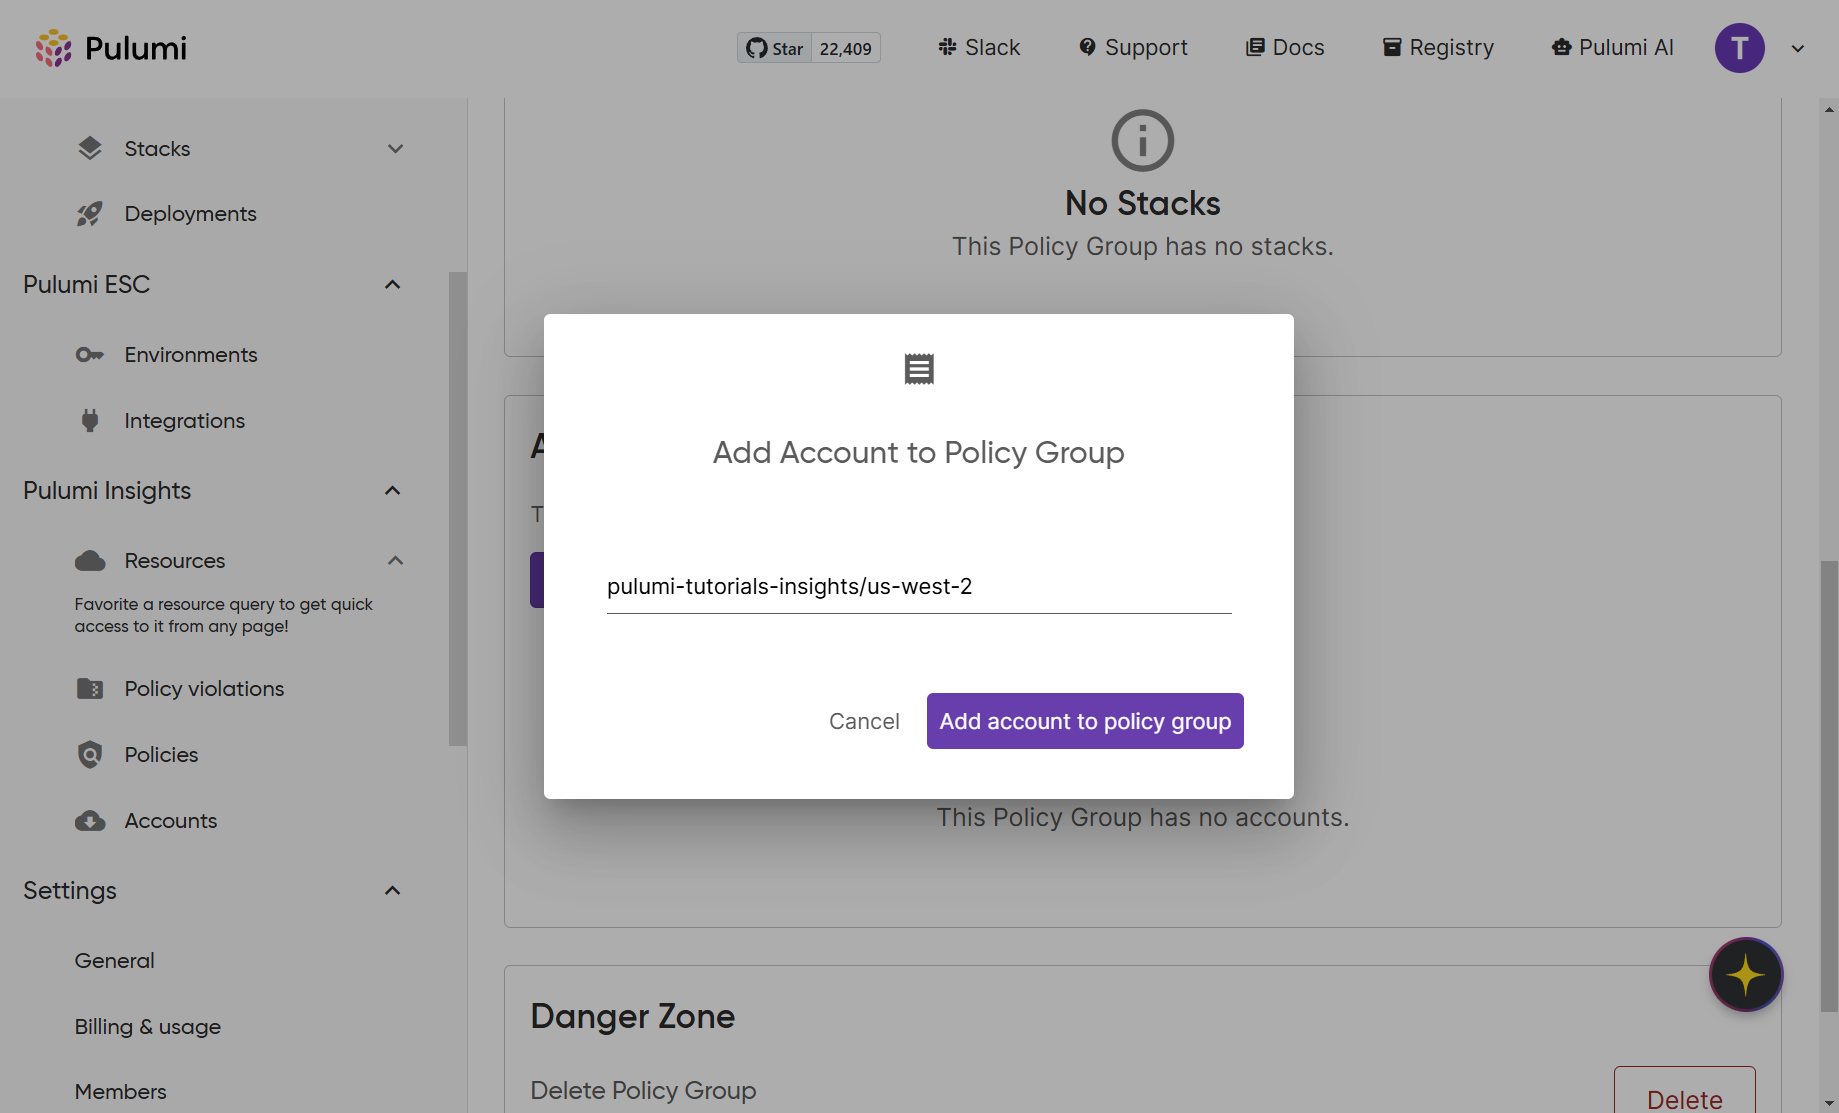 Pulumi
Star 22,409
Slack
Support
Docs
Registry
Pulumi AI
T
Stacks
Deployments
Pulumi ESC
Environments
Integrations
Pulumi Insights
Resources
Favorite a resource query to get quick
access to it from any page!
Policy violations
Policies
Accounts
Settings
General
Billing & usage
Members
No Stacks
This Policy Group has no stacks.
A
T
Add Account to Policy Group
pulumi-tutorials-insights/us-west-2
Cancel
Add account to policy group
This Policy Group has no accounts.
Danger Zone
Delete Policy Group
Delete